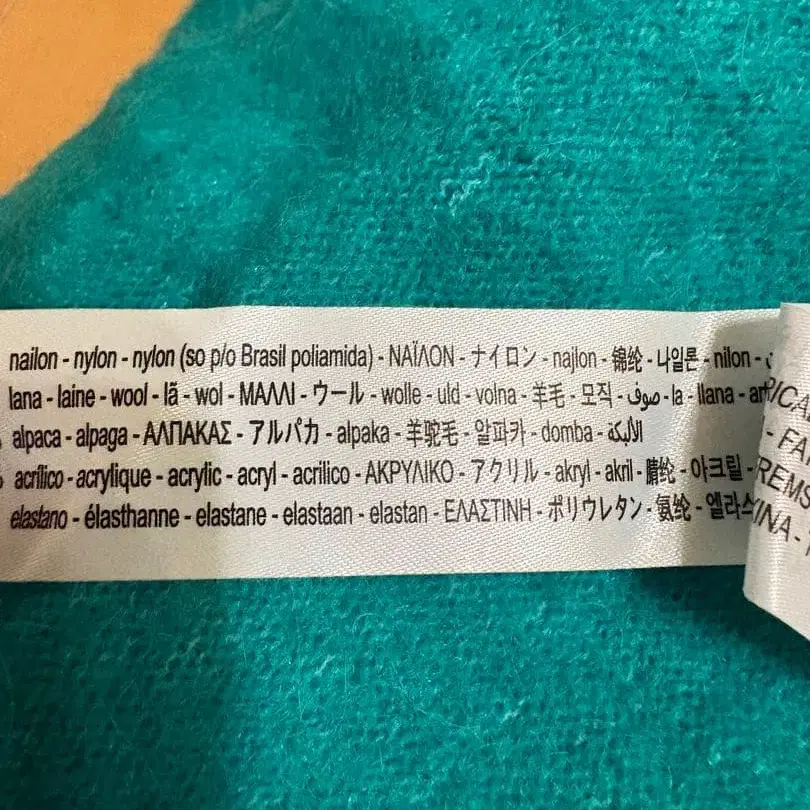 nailon - nylon - nylon (so p/o Brasil poliamida) - ΝΑΪΛΟΝ - ナイロン - najlon - 锦纶 - 나일론 - nilon -
lana - laine - wool - lã - wol - ΜΑΛΛΙ - ウール - wolle - uld - volna - 羊毛 - 모직 - صوف - la - llana -
% alpaca - alpaga - ΑΛΠΑΚΑΣ - アルパカ - alpaka - 羊驼毛 - 알파카 - domba - الألبكة
% acrílico - acrylique - acrylic - acryl - acrilico - ΑΚΡΥΛΙΚΟ - アクリル - akryl - akril - 腈纶 - 아크릴 -
elastano - élasthanne - elastane - elastaan - elastan - ΕΛΑΣΤΙΝΗ - ポリウレタン - 氨纶 -